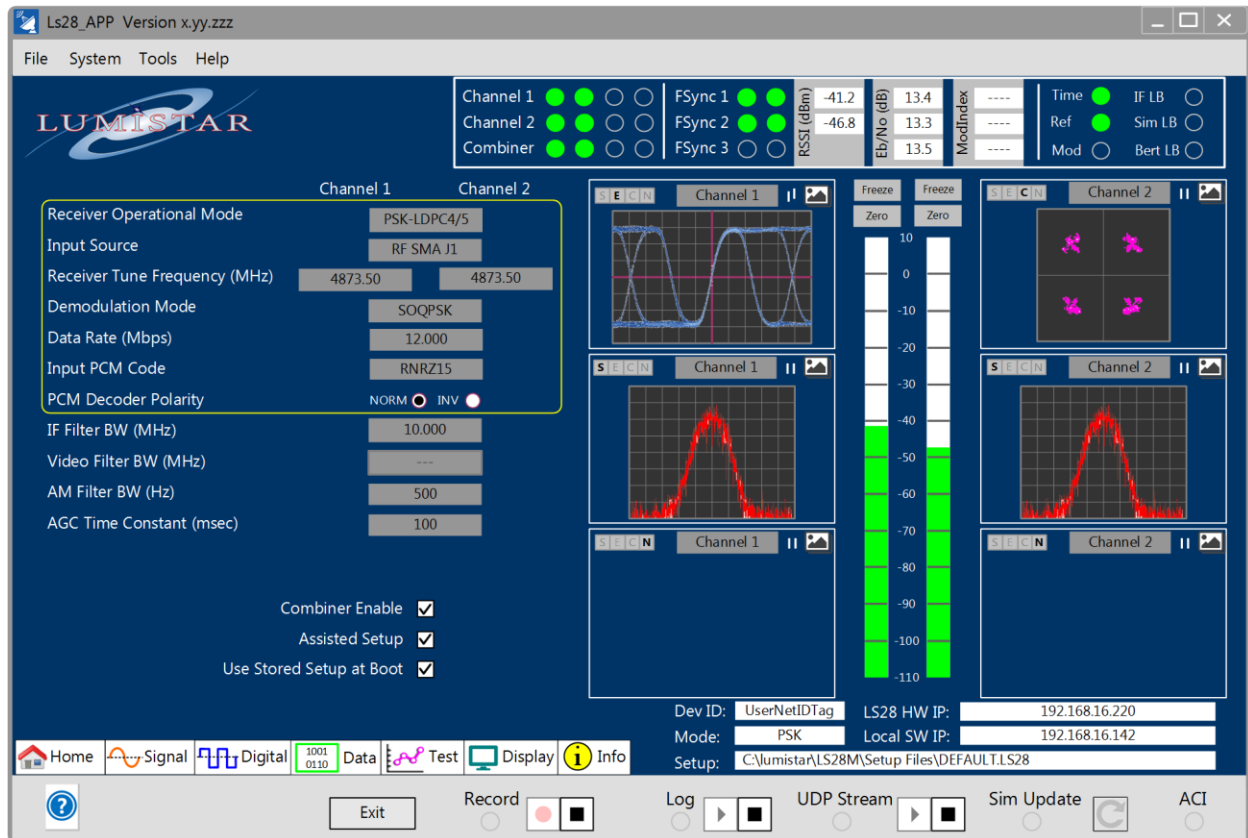 Ls28_APP Version x.yy.zzz
File System Tools Help
LUMISTAR
Channel 1
Channel 2
Combiner
FSync 1
FSync 2
FSync 3
RSSI (dBm)
-41.2
-46.8
Eb/No (dB)
13.4
13.3
13.5
ModIndex
----
----
----
Time
Ref
Mod
IF LB
Sim LB
Bert LB
Channel 1 Channel 2
Receiver Operational Mode PSK-LDPC4/5
Input Source RF SMA J1
Receiver Tune Frequency (MHz) 4873.50 4873.50
Demodulation Mode SOQPSK
Data Rate (Mbps) 12.000
Input PCM Code RNRZ15
PCM Decoder Polarity NORM INV
IF Filter BW (MHz) 10.000
Video Filter BW (MHz) ---
AM Filter BW (Hz) 500
AGC Time Constant (msec) 100
Combiner Enable
Assisted Setup
Use Stored Setup at Boot
S E C N Channel 1
S E C N Channel 1
S E C N Channel 1
Freeze Freeze
Zero Zero
10
0
-10
-20
-30
-40
-50
-60
-70
-80
-90
-100
-110
S E C N Channel 2
S E C N Channel 2
S E C N Channel 2
Dev ID: UserNetIDTag LS28 HW IP: 192.168.16.220
Mode: PSK Local SW IP: 192.168.16.142
Setup: C:\lumistar\LS28M\Setup Files\DEFAULT.LS28
Home Signal Digital 1001 0110 Data Test Display i Info
? Exit Record Log UDP Stream Sim Update C ACI